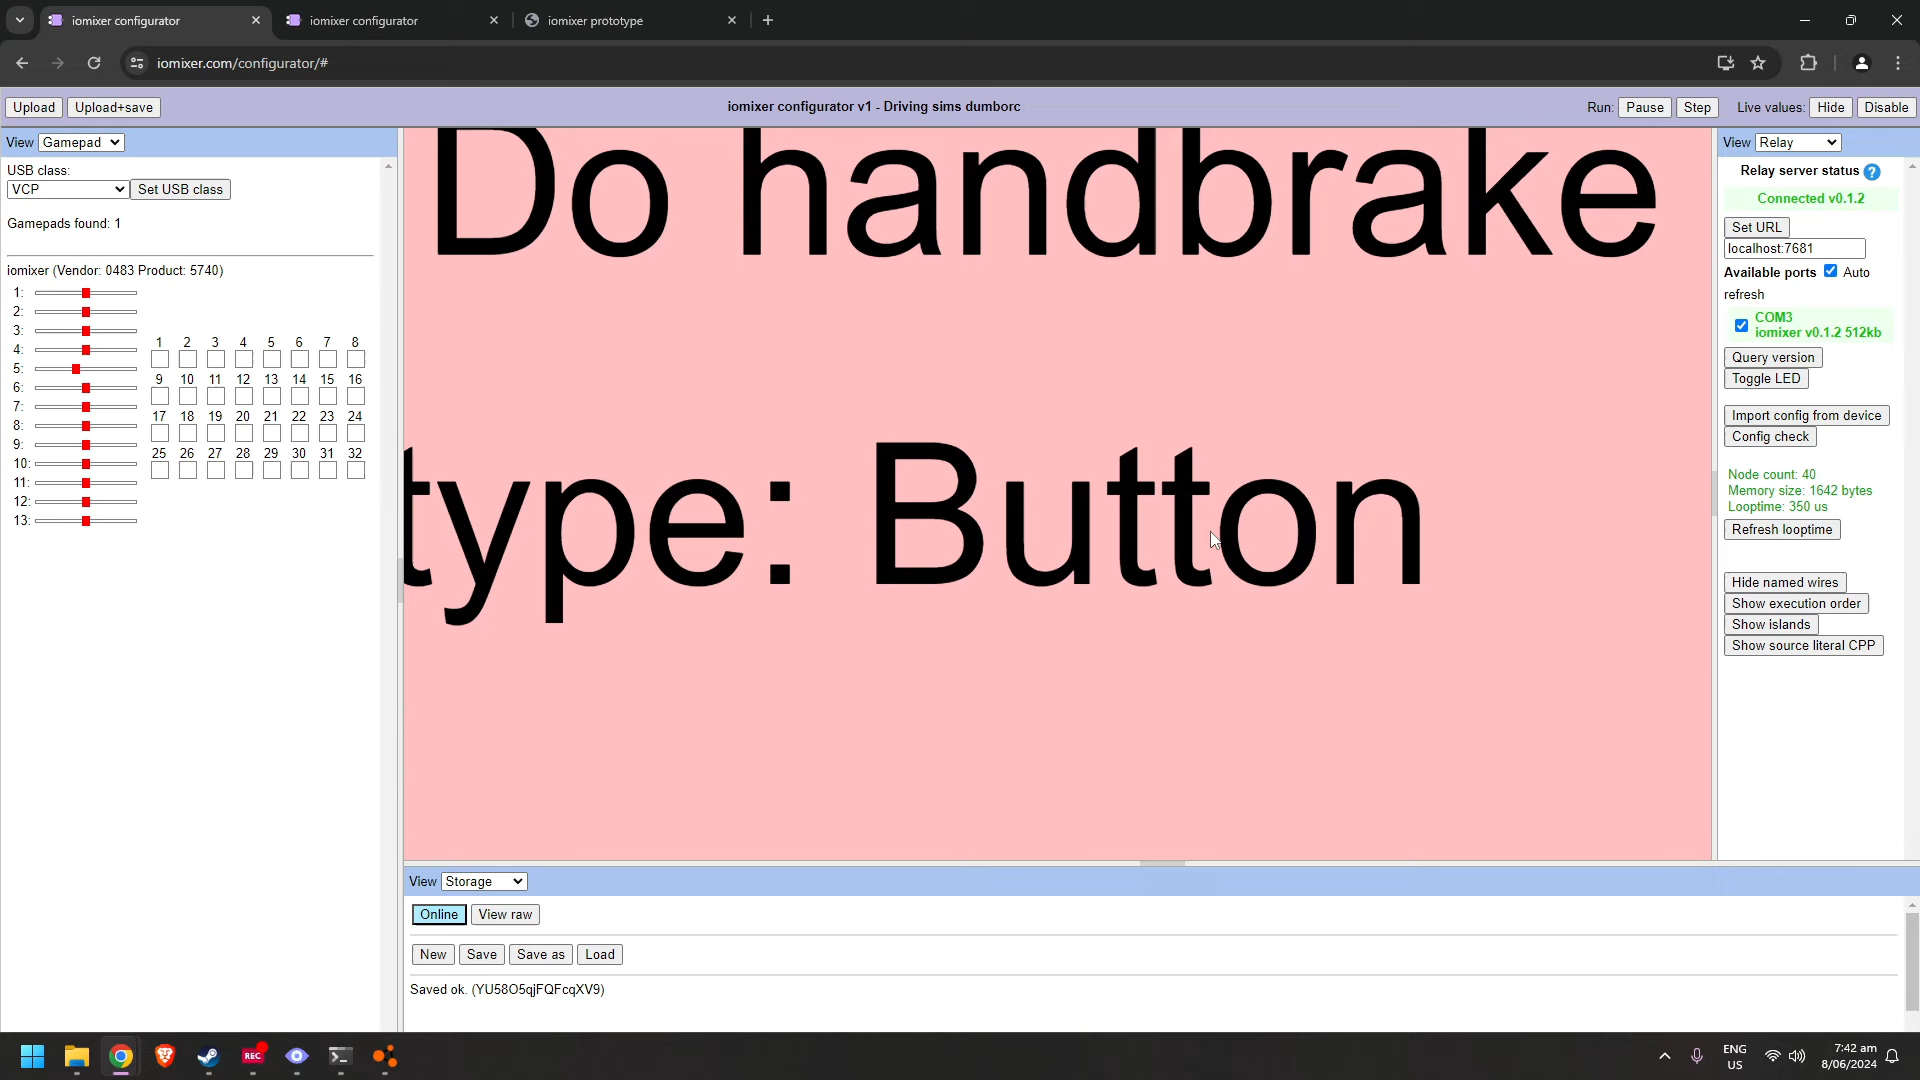 iomixer configurator
iomixer configurator
iomixer prototype
iomixer.com/configurator/#
Upload Upload+save
iomixer configurator v1 - Driving sims dumborc
Run: Pause Step Live values: Hide Disable
View Gamepad
USB class:
VCP Set USB class
Gamepads found: 1
iomixer (Vendor: 0483 Product: 5740)
1:
2:
3:
4:
5:
6:
7:
8:
9:
10:
11:
12:
13:
1 2 3 4 5 6 7 8
9 10 11 12 13 14 15 16
17 18 19 20 21 22 23 24
25 26 27 28 29 30 31 32
Do handbrake
type: Button
View Relay
Relay server status ?
Connected v0.1.2
Set URL
localhost:7681
Available ports Auto
refresh
COM3
iomixer v0.1.2 512kb
Query version
Toggle LED
Import config from device
Config check
Node count: 40
Memory size: 1642 bytes
Looptime: 350 us
Refresh looptime
Hide named wires
Show execution order
Show islands
Show source literal CPP
View Storage
Online View raw
New Save Save as Load
Saved ok. (YU58O5qjFQFcqXV9)
REC
ENG
US
7:42 am
8/06/2024